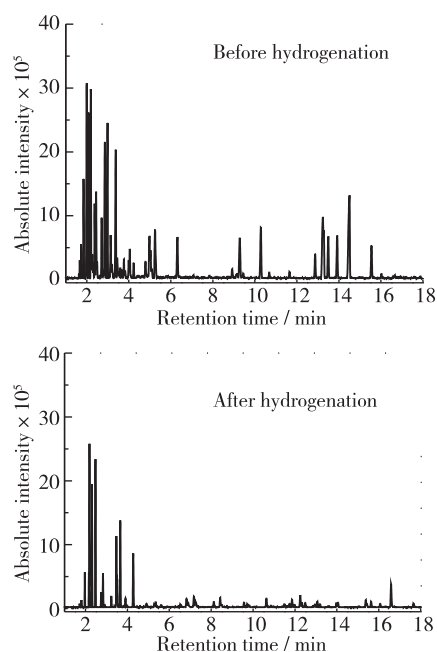 Before hydrogenation
Absolute intensity × 10⁵
40
30
20
10
0
2 4 6 8 10 12 14 16 18
Retention time / min
After hydrogenation
Absolute intensity × 10⁵
40
30
20
10
0
2 4 6 8 10 12 14 16 18
Retention time / min